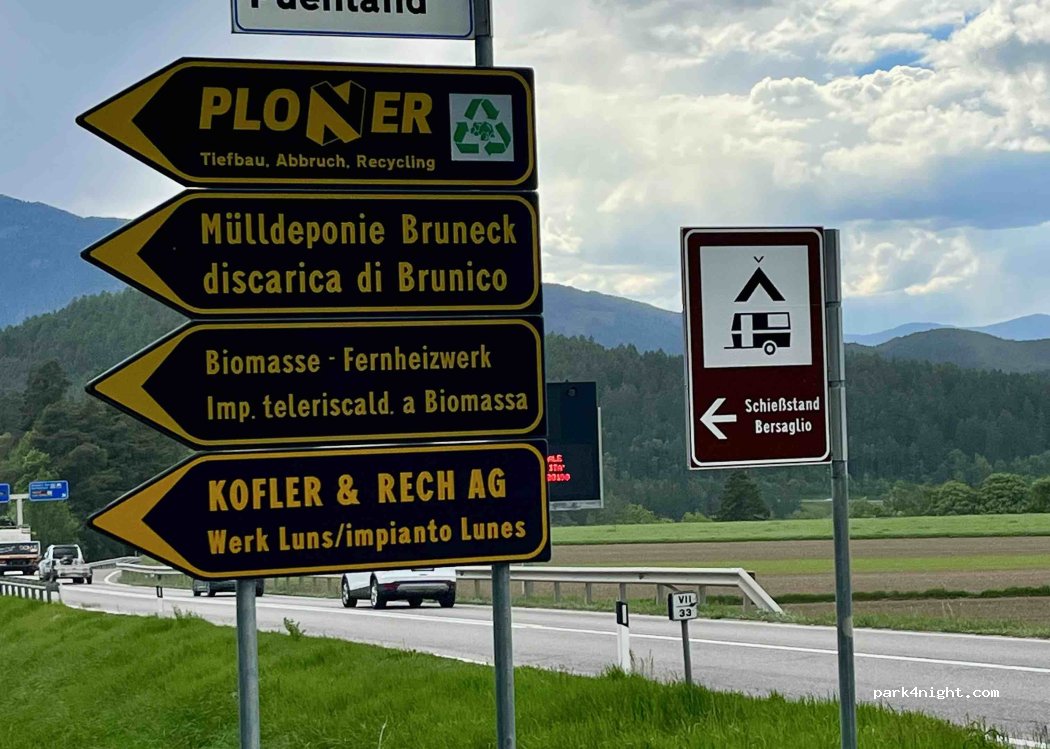 PLONER
Tiefbau, Abbruch, Recycling
Mülldeponie Bruneck
discarica di Brunico
Biomasse - Fernheizwerk
Imp. teleriscald. a Biomassa
KOFLER & RECH AG
Werk Luns/impianto Lunes
Schießstand
Bersaglio
VII
33
park4night.com